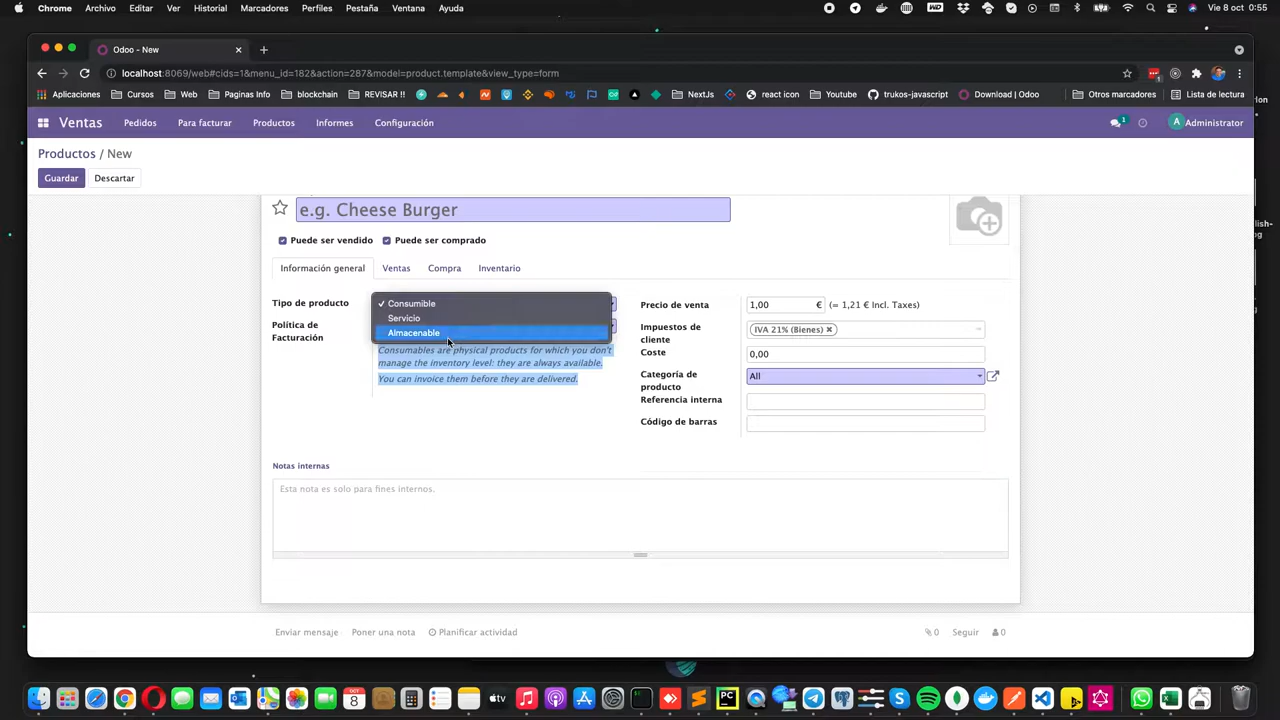 Chrome Archivo Editar Ver Historial Marcadores Perfiles Pestaña Ventana Ayuda Vie 8 oct 0:55
Odoo - New
localhost:8069/web#cids=1&menu_id=182&action=287&model=product.template&view_type=form
Aplicaciones Cursos Web Paginas Info blockchain REVISAR !! NextJs react icon Youtube trukos-javascript Download | Odoo Otros marcadores Lista de lectura
Ventas Pedidos Para facturar Productos Informes Configuración 1 A Administrator
Productos / New
Guardar Descartar
e.g. Cheese Burger
Puede ser vendido Puede ser comprado
Información general Ventas Compra Inventario
Tipo de producto
Consumible
Servicio
Almacenable
Política de
Facturación
Consumables are physical products for which you don't
manage the inventory level: they are always available.
You can invoice them before they are delivered.
Precio de venta 1,00 € (= 1,21 € Incl. Taxes)
Impuestos de
cliente
IVA 21% (Bienes)
Coste 0,00
Categoría de
producto
All
Referencia interna
Código de barras
Notas internas
Esta nota es solo para fines internos.
Enviar mensaje Poner una nota Planificar actividad 0 Seguir 0
OCT
8
tv
PC